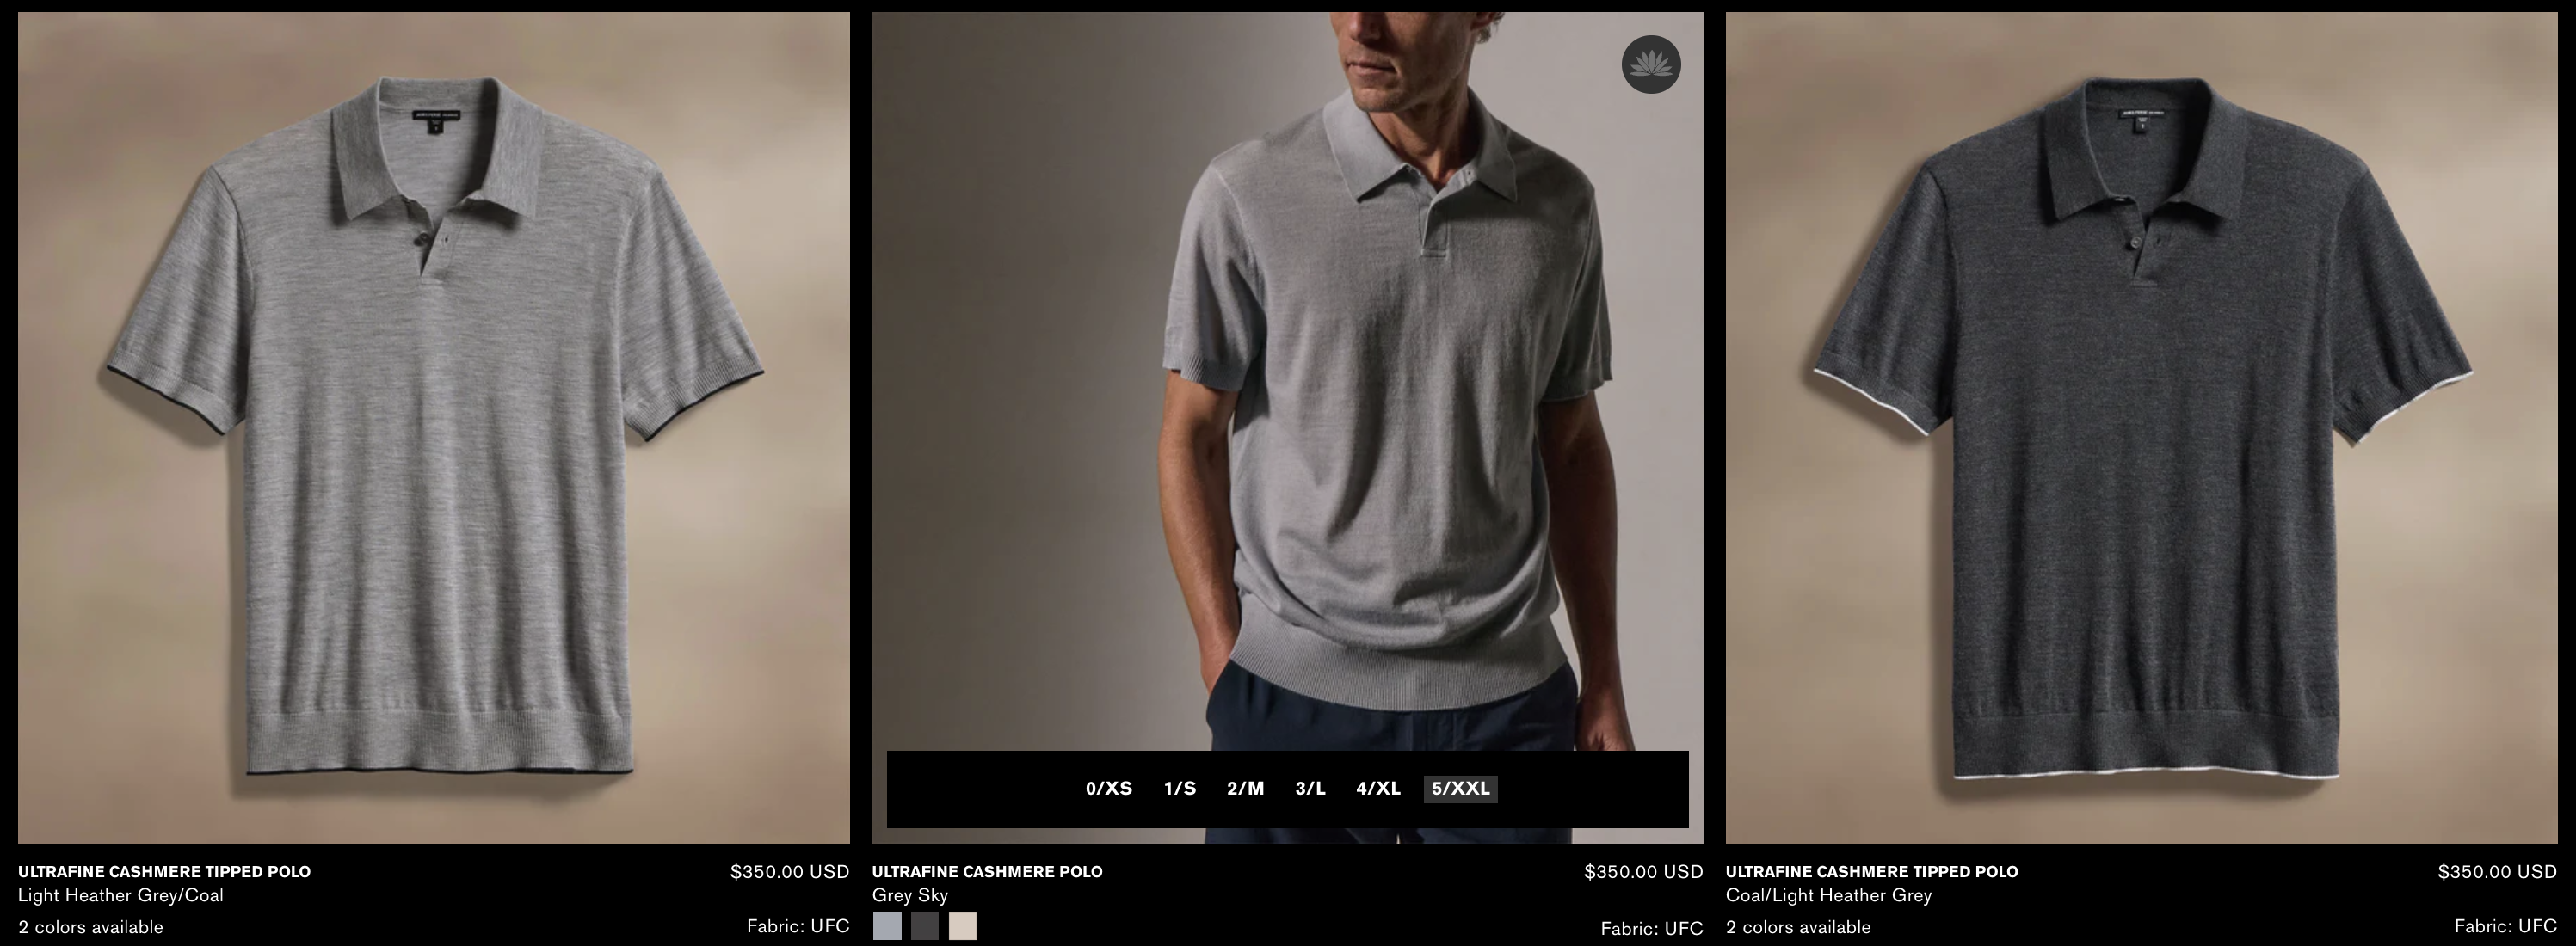 0/XS 1/S 2/M 3/L 4/XL 5/XXL
ULTRAFINE CASHMERE TIPPED POLO
$350.00 USD
Light Heather Grey/Coal
2 colors available
Fabric: UFC
ULTRAFINE CASHMERE POLO
$350.00 USD
Grey Sky
Fabric: UFC
ULTRAFINE CASHMERE TIPPED POLO
$350.00 USD
Coal/Light Heather Grey
2 colors available
Fabric: UFC